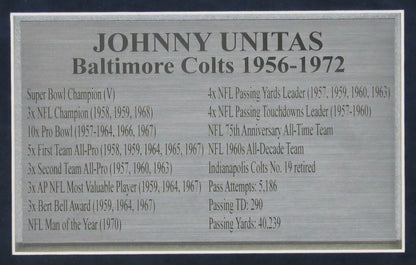 JOHNNY UNITAS
Baltimore Colts 1956-1972
Super Bowl Champion (V)
3x NFL Champion (1958, 1959, 1968)
10x Pro Bowl (1957-1964, 1966, 1967)
5x First Team All-Pro (1958, 1959, 1964, 1965, 1967)
3x Second Team All-Pro (1957, 1960, 1963)
3x AP NFL Most Valuable Player (1959, 1964, 1967)
3x Bert Bell Award (1959, 1964, 1967)
NFL Man of the Year (1970)
4x NFL Passing Yards Leader (1957, 1959, 1960, 1963)
4x NFL Passing Touchdowns Leader (1957-1960)
NFL 75th Anniversary All-Time Team
NFL 1960s All-Decade Team
Indianapolis Colts No. 19 retired
Pass Attempts: 5,186
Passing TD: 290
Passing Yards: 40,239